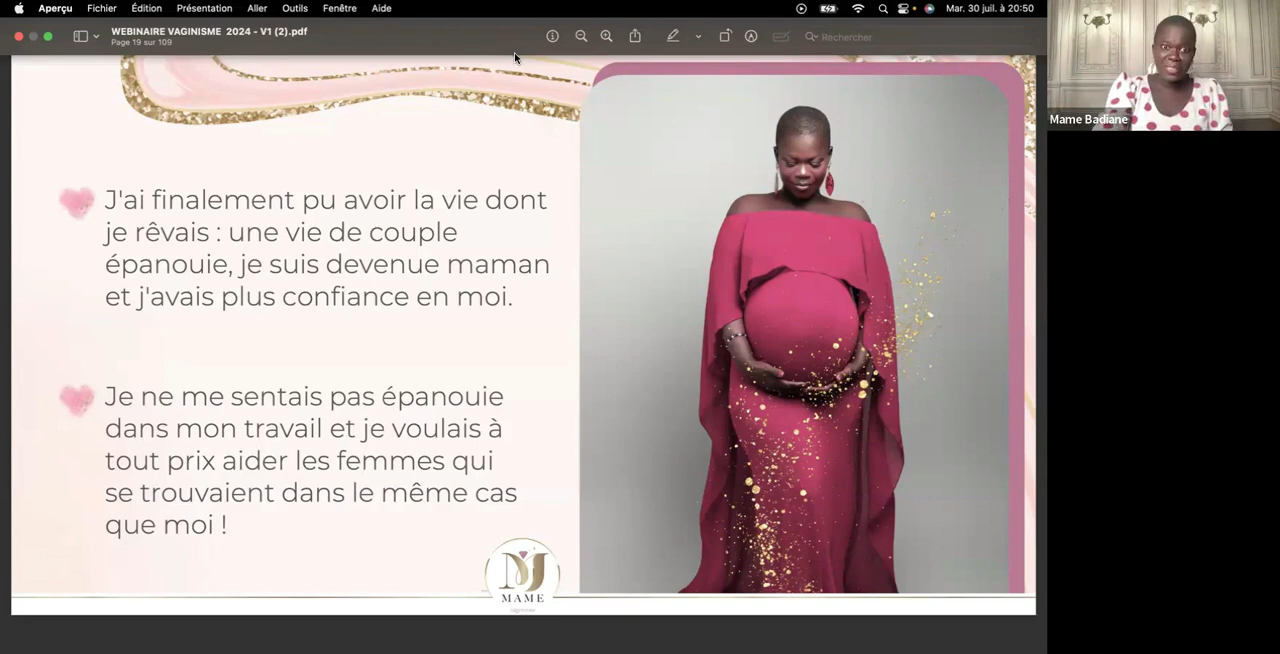 Aperçu Fichier Édition Présentation Aller Outils Fenêtre Aide Mar. 30 juil. à 20:50
WEBINAIRE VAGINISME 2024 - V1 (2).pdf
Page 19 sur 109
Rechercher
Mame Badiane
J'ai finalement pu avoir la vie dont
je rêvais : une vie de couple
épanouie, je suis devenue maman
et j'avais plus confiance en moi.
Je ne me sentais pas épanouie
dans mon travail et je voulais à
tout prix aider les femmes qui
se trouvaient dans le même cas
que moi !
MAME